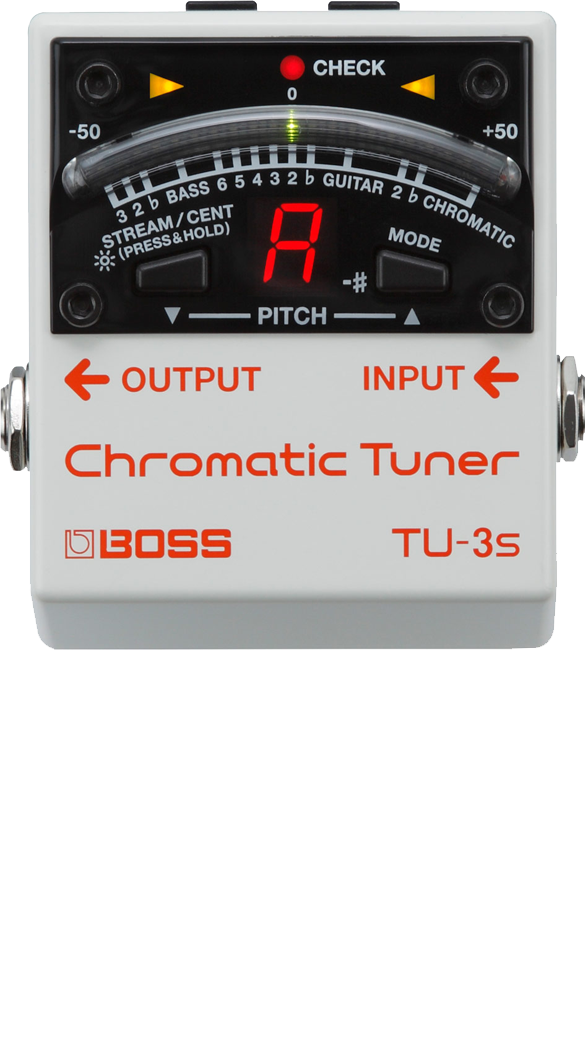 CHECK
0
-50
+50
3 2 ♭ BASS 6 5 4 3 2 ♭ GUITAR 2 ♭ CHROMATIC
STREAM/CENT
(PRESS&HOLD)
A
MODE
-#
▼ PITCH ▲
← OUTPUT
INPUT ←
Chromatic Tuner
BOSS
TU-3s